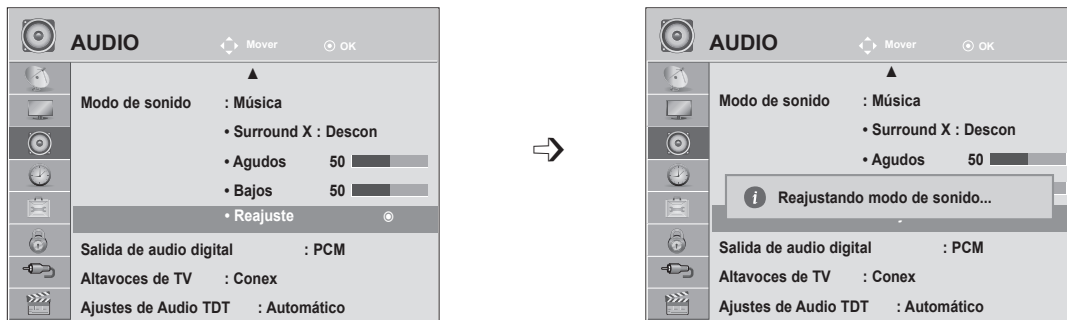 AUDIO Mover OK
Modo de sonido : Música
• Surround X : Descon
• Agudos 50
• Bajos 50
• Reajuste
Salida de audio digital : PCM
Altavoces de TV : Conex
Ajustes de Audio TDT : Automático
AUDIO Mover OK
Modo de sonido : Música
• Surround X : Descon
• Agudos 50
i Reajustando modo de sonido...
Salida de audio digital : PCM
Altavoces de TV : Conex
Ajustes de Audio TDT : Automático